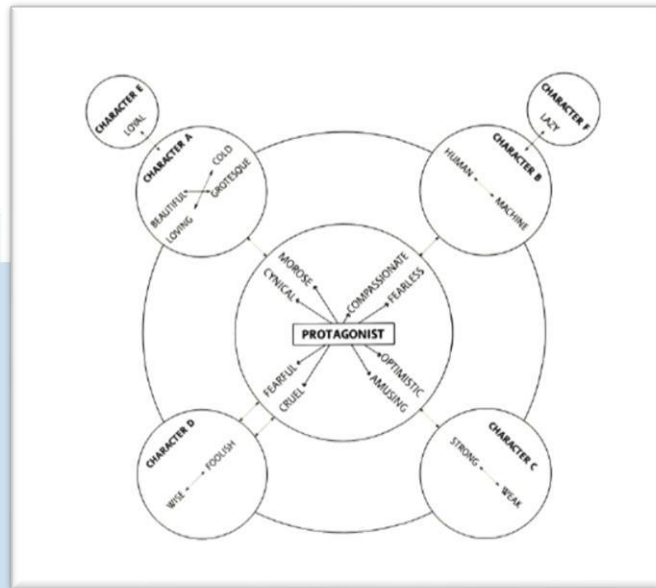 CHARACTER E
LOYAL
CHARACTER F
LAZY
CHARACTER A
COLD
GROTESQUE
BEAUTIFUL
LOVING
CHARACTER B
HUMAN
MACHINE
MOROSE
CYNICAL
COMPASSIONATE
FEARLESS
PROTAGONIST
FEARFUL
CRUEL
OPTIMISTIC
AMUSING
CHARACTER D
FOOLISH
WISE
CHARACTER C
STRONG
WEAK